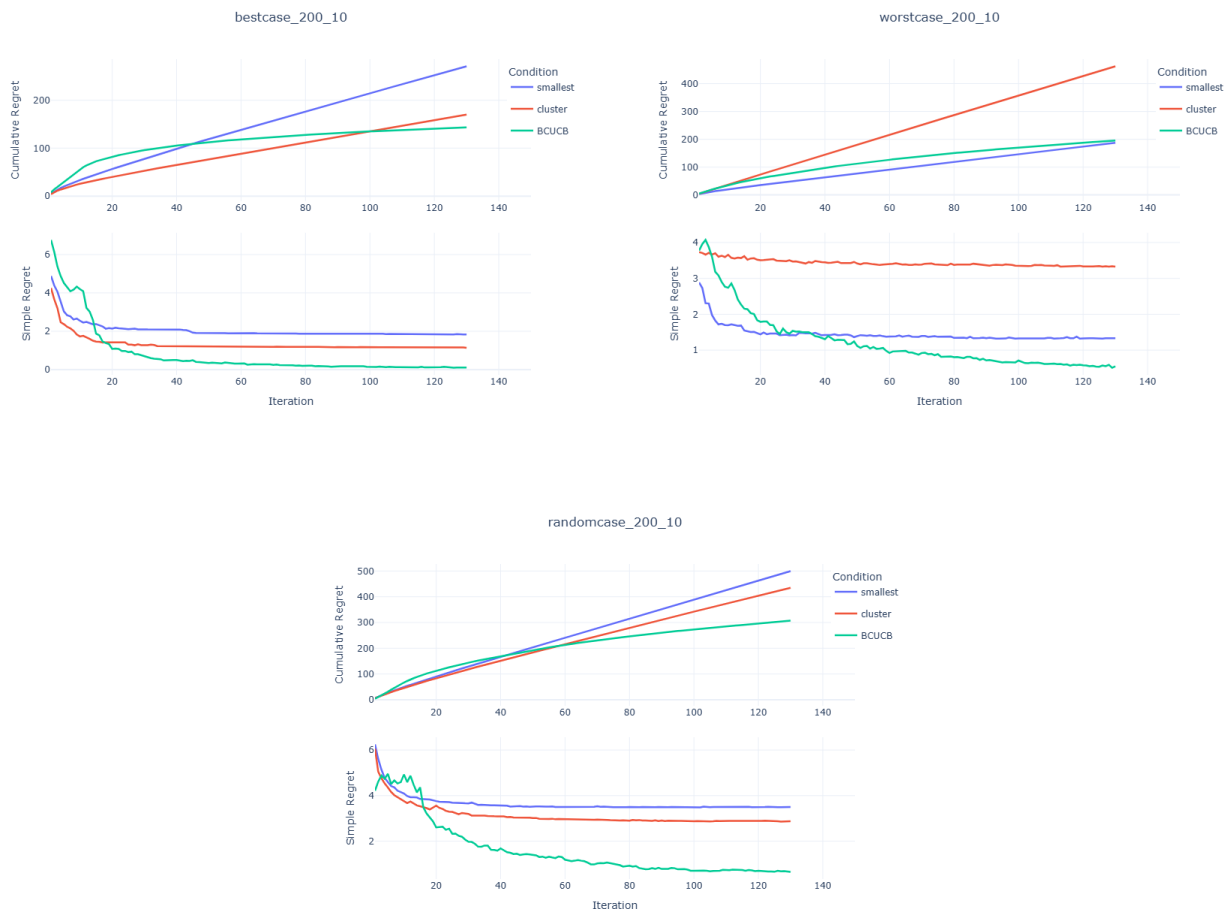 bestcase_200_10
Cumulative Regret
200
100
0
20
40
60
80
100
120
140
Condition
smallest
cluster
BCUCB
Simple Regret
6
4
2
0
20
40
60
80
100
120
140
Iteration
worstcase_200_10
Cumulative Regret
400
300
200
100
0
20
40
60
80
100
120
140
Condition
smallest
cluster
BCUCB
Simple Regret
4
3
2
1
20
40
60
80
100
120
140
Iteration
randomcase_200_10
Cumulative Regret
500
400
300
200
100
0
20
40
60
80
100
120
140
Condition
smallest
cluster
BCUCB
Simple Regret
6
4
2
20
40
60
80
100
120
140
Iteration